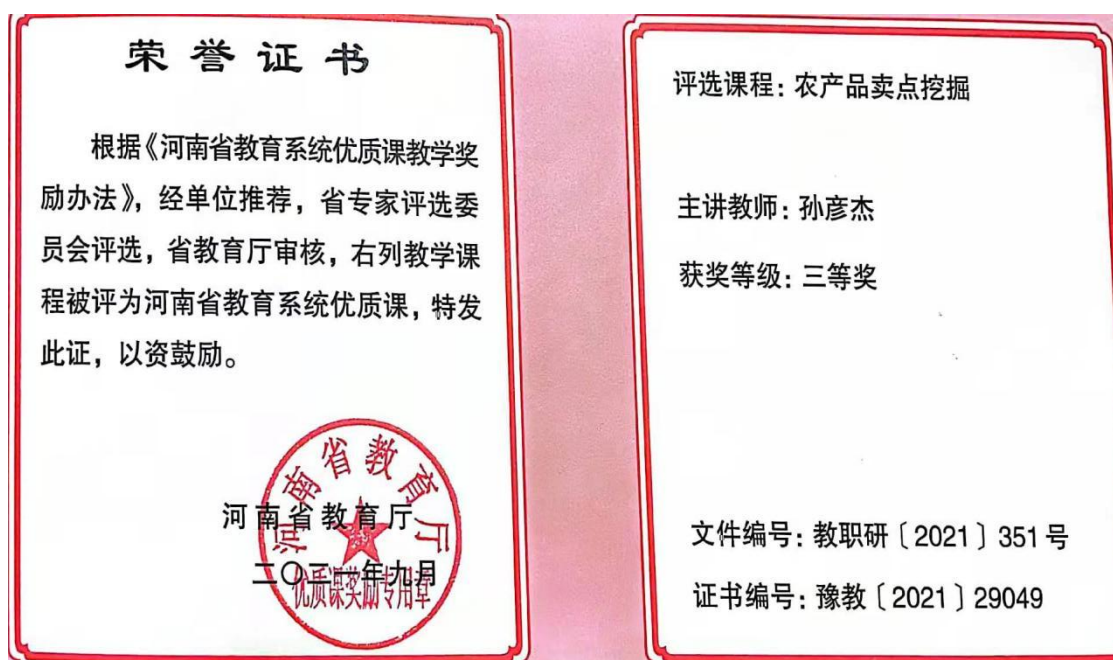 荣誉证书
根据《河南省教育系统优质课教学奖
励办法》，经单位推荐，省专家评选委
员会评选，省教育厅审核，右列教学课
程被评为河南省教育系统优质课，特发
此证，以资鼓励。
河南省教育厅
二〇二一年九月
河南省教育厅
优质课奖励专用章
评选课程：农产品卖点挖掘
主讲教师：孙彦杰
获奖等级：三等奖
文件编号：教职研〔2021〕351号
证书编号：豫教〔2021〕29049